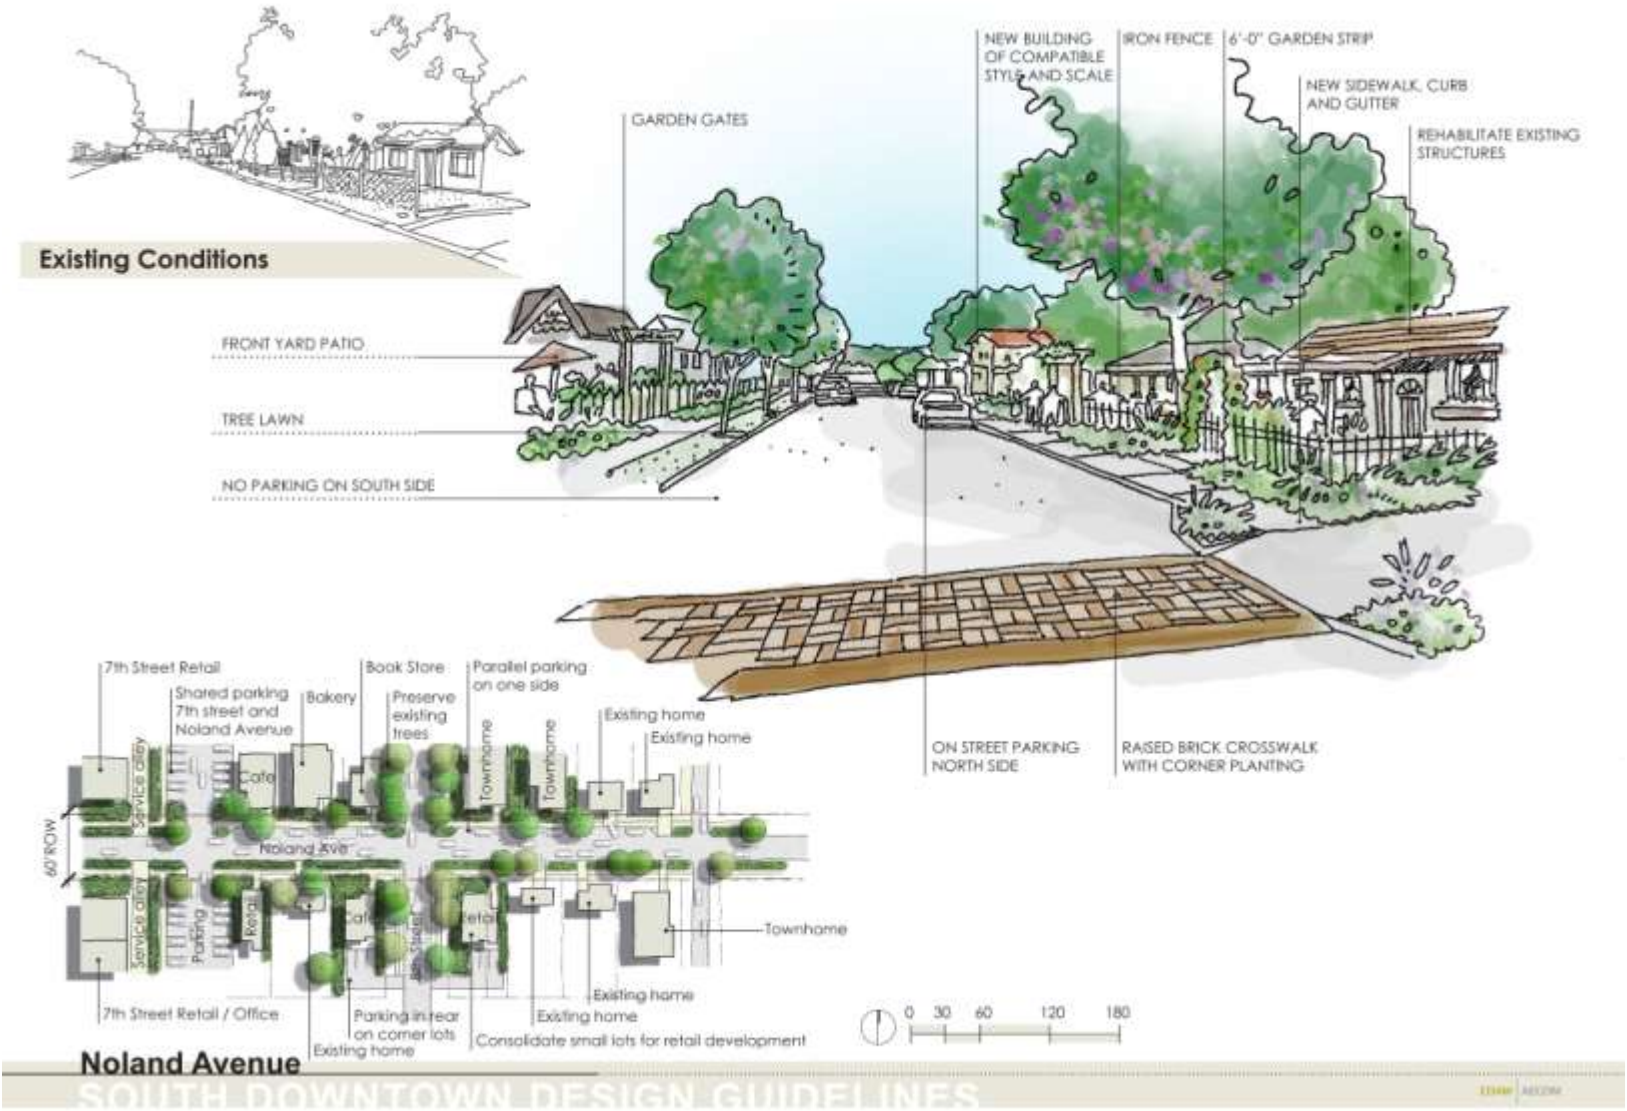 NEW BUILDING
OF COMPATIBLE
STYLE AND SCALE
IRON FENCE
6'-0" GARDEN STRIP
NEW SIDEWALK, CURB
AND GUTTER
GARDEN GATES
REHABILITATE EXISTING
STRUCTURES
Existing Conditions
FRONT YARD PATIO
TREE LAWN
NO PARKING ON SOUTH SIDE
ON STREET PARKING
NORTH SIDE
RAISED BRICK CROSSWALK
WITH CORNER PLANTING
7th Street Retail
Shared parking
7th street and
Noland Avenue
Bakery
Book Store
Preserve
existing
trees
Parallel parking
on one side
Existing home
Existing home
Service alley
Cafe
Townhome
Townhome
60'ROW
Noland Ave
Service alley
Parking
Retail
Cafe
8th Street
Retail
Townhome
7th Street Retail / Office
Existing home
Parking in rear
on corner lots
Existing home
Existing home
Consolidate small lots for retail development
0 30 60 120 180
Noland Avenue
SOUTH DOWNTOWN DESIGN GUIDELINES
EDAW AECOM